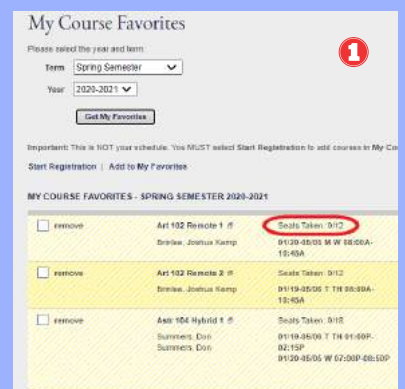 My Course Favorites
Please select the year and term
1
Term Spring Semester
Year 2020-2021
Get My Favorites
Important: This is NOT your schedule. You MUST select Start Registration to add courses in My Co
Start Registration | Add to My Favorites
MY COURSE FAVORITES - SPRING SEMESTER 2020-2021
remove Art 102 Remote 1 Seats Taken: 0/12
Brinlee, Joshua Kemp 01/20-05/05 M W 08:00A-
10:45A
remove Art 102 Remote 2 Seats Taken: 0/12
Brinlee, Joshua Kemp 01/19-05/06 T TH 08:00A-
10:45A
remove Astr 104 Hybrid 1 Seats Taken: 0/18
Summers, Don 01/19-05/06 T TH 01:00P-
Summers, Don 02:15P
01/20-05/05 W 07:00P-08:50P